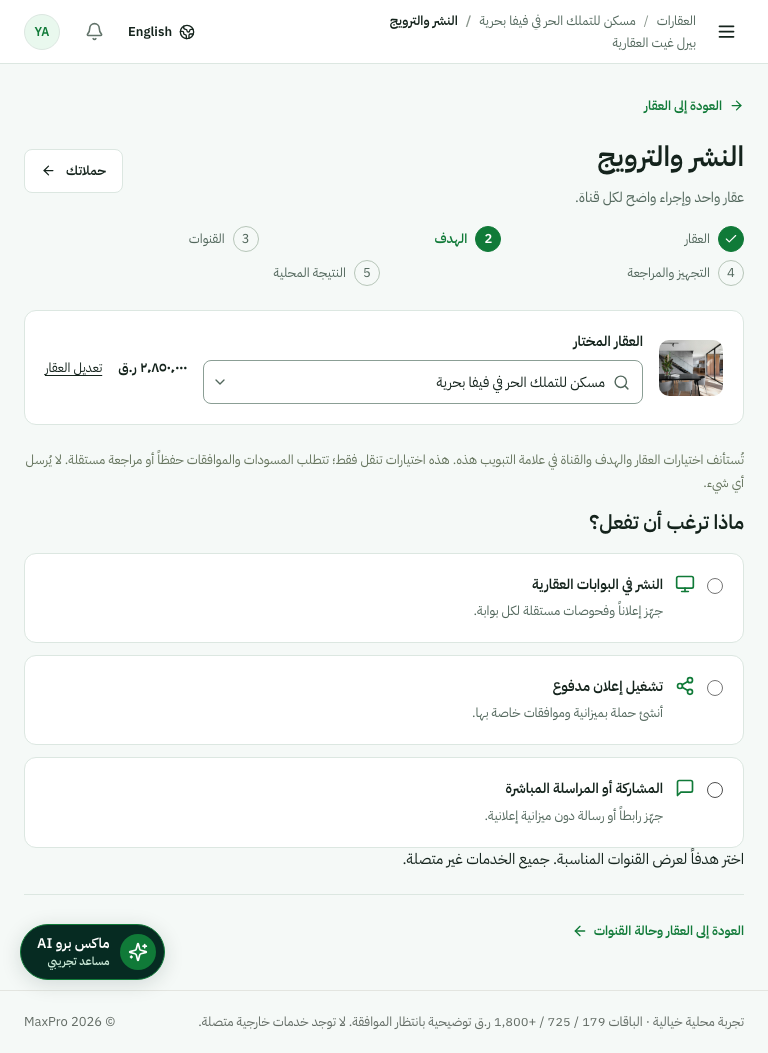 العقارات / مسكن للتملك الحر في فيفا بحرية / النشر والترويج
بيرل غيت العقارية
English
YA
العودة إلى العقار
النشر والترويج
عقار واحد وإجراء واضح لكل قناة.
حملاتك
العقار
2 الهدف
3 القنوات
4 التجهيز والمراجعة
5 النتيجة المحلية
العقار المختار
مسكن للتملك الحر في فيفا بحرية
٢٬٨٥٠٬٠٠٠ ر.ق
تعديل العقار
تُستأنف اختيارات العقار والهدف والقناة في علامة التبويب هذه. هذه اختيارات تنقل فقط؛ تتطلب المسودات والموافقات حفظاً أو مراجعة مستقلة. لا يُرسل
أي شيء.
ماذا ترغب أن تفعل؟
النشر في البوابات العقارية
جهّز إعلاناً وفحوصات مستقلة لكل بوابة.
تشغيل إعلان مدفوع
أنشئ حملة بميزانية وموافقات خاصة بها.
المشاركة أو المراسلة المباشرة
جهّز رابطاً أو رسالة دون ميزانية إعلانية.
اختر هدفاً لعرض القنوات المناسبة. جميع الخدمات غير متصلة.
العودة إلى العقار وحالة القنوات
ماكس برو AI
مساعد تجريبي
تجربة محلية خيالية · الباقات 179 / 725 / +1,800 ر.ق توضيحية بانتظار الموافقة. لا توجد خدمات خارجية متصلة.
MaxPro 2026 ©